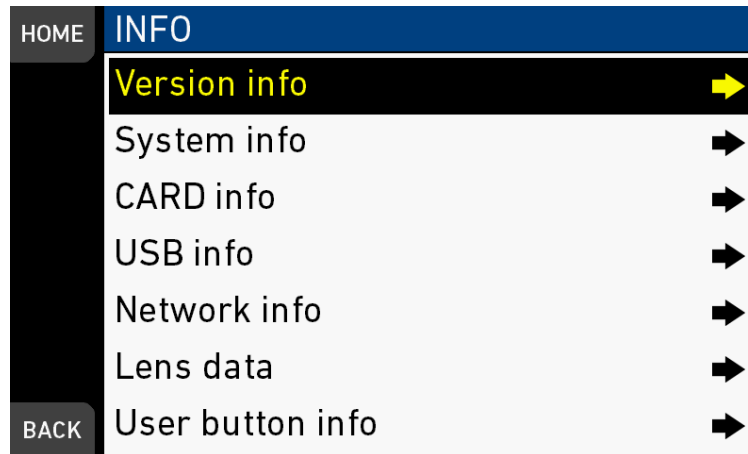 HOME
INFO
Version info
System info
CARD info
USB info
Network info
Lens data
User button info
BACK